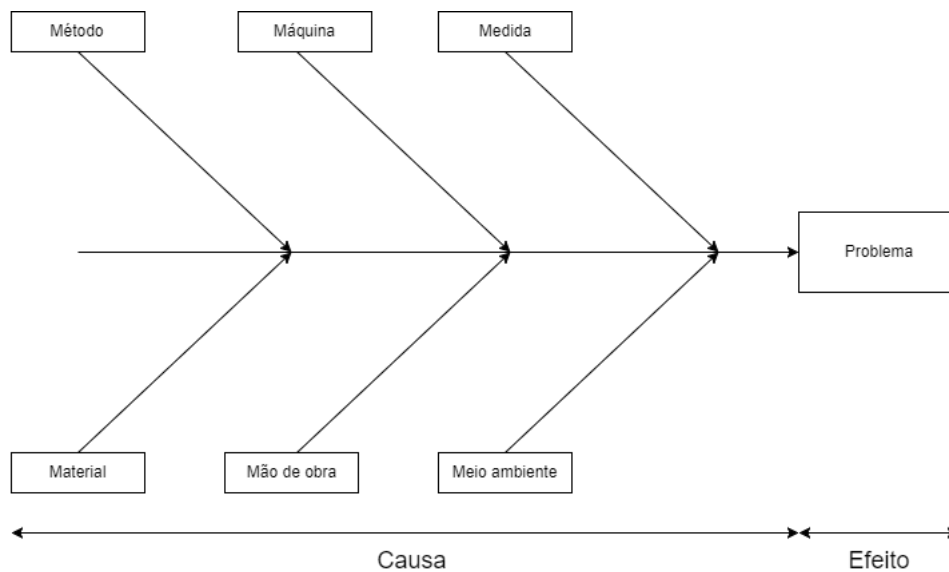 Método
Máquina
Medida
Problema
Material
Mão de obra
Meio ambiente
Causa
Efeito